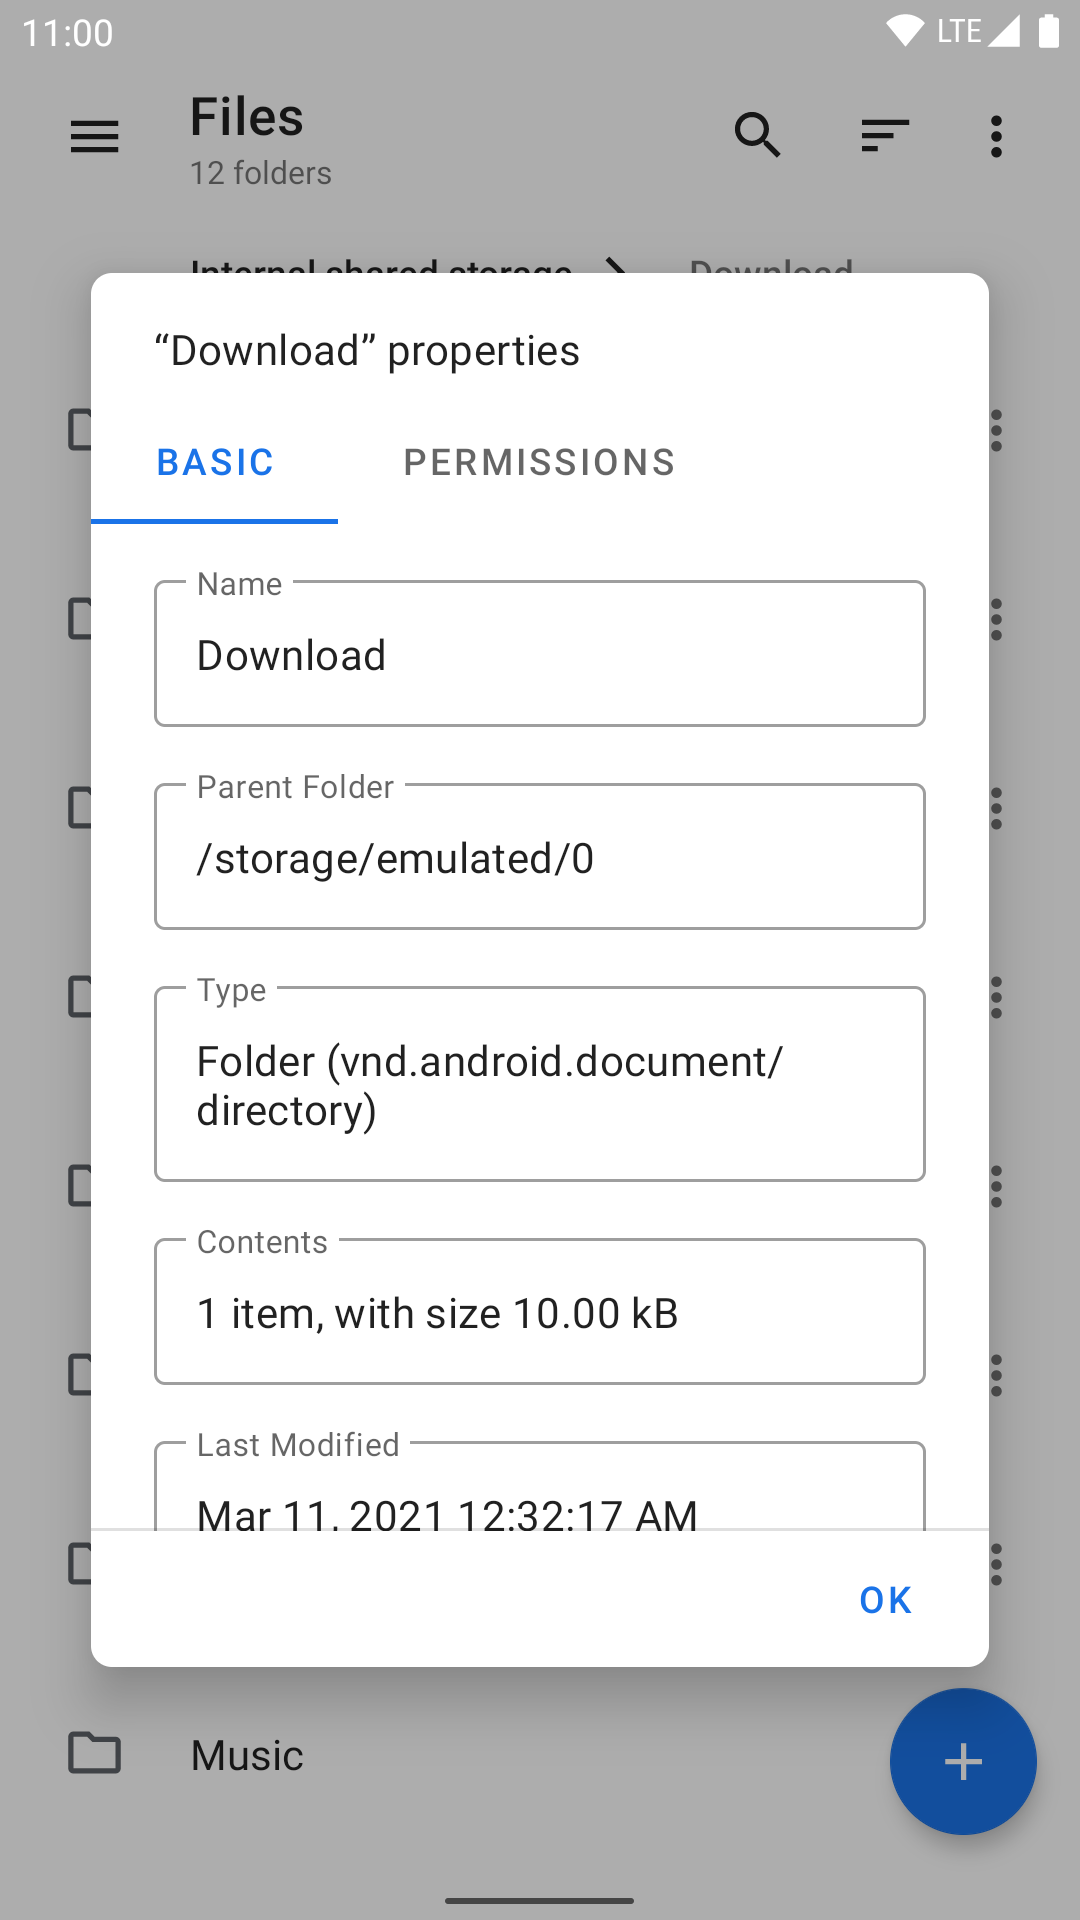 11:00
LTE
Files
12 folders
Internal shared storage
Download
“Download” properties
BASIC
PERMISSIONS
Name
Download
Parent Folder
/storage/emulated/0
Type
Folder (vnd.android.document/
directory)
Contents
1 item, with size 10.00 kB
Last Modified
Mar 11, 2021 12:32:17 AM
OK
Music